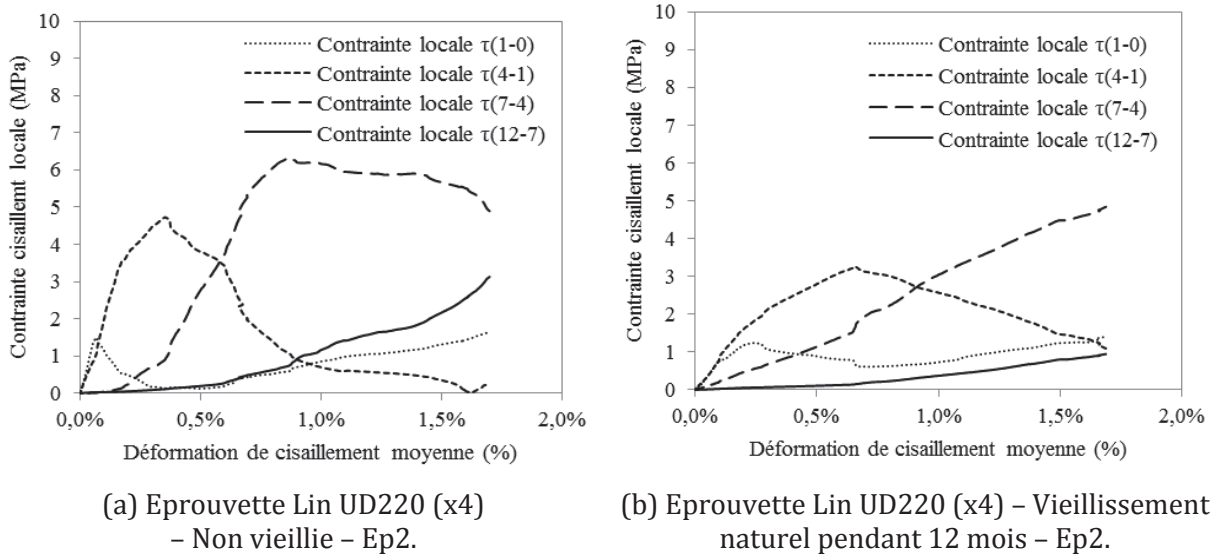 10
9
8
7
6
5
4
3
2
1
0
Contrainte cisaillemt locale (MPa)
Contrainte locale τ(1-0)
Contrainte locale τ(4-1)
Contrainte locale τ(7-4)
Contrainte locale τ(12-7)
0,0% 0,5% 1,0% 1,5% 2,0%
Déformation de cisaillement moyenne (%)
(a) Eprouvette Lin UD220 (x4)
– Non vieillie – Ep2.
10
9
8
7
6
5
4
3
2
1
0
Contrainte cisaillemt locale (MPa)
Contrainte locale τ(1-0)
Contrainte locale τ(4-1)
Contrainte locale τ(7-4)
Contrainte locale τ(12-7)
0,0% 0,5% 1,0% 1,5% 2,0%
Déformation de cisaillement moyenne (%)
(b) Eprouvette Lin UD220 (x4) – Vieillissement
naturel pendant 12 mois – Ep2.